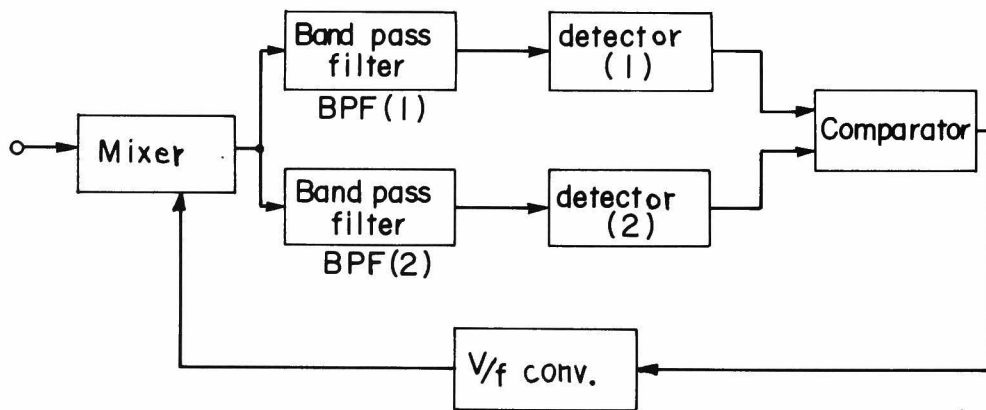 Band pass
filter
BPF(1)
detector
(1)
Mixer
Comparator
Band pass
filter
BPF(2)
detector
(2)
V/f conv.